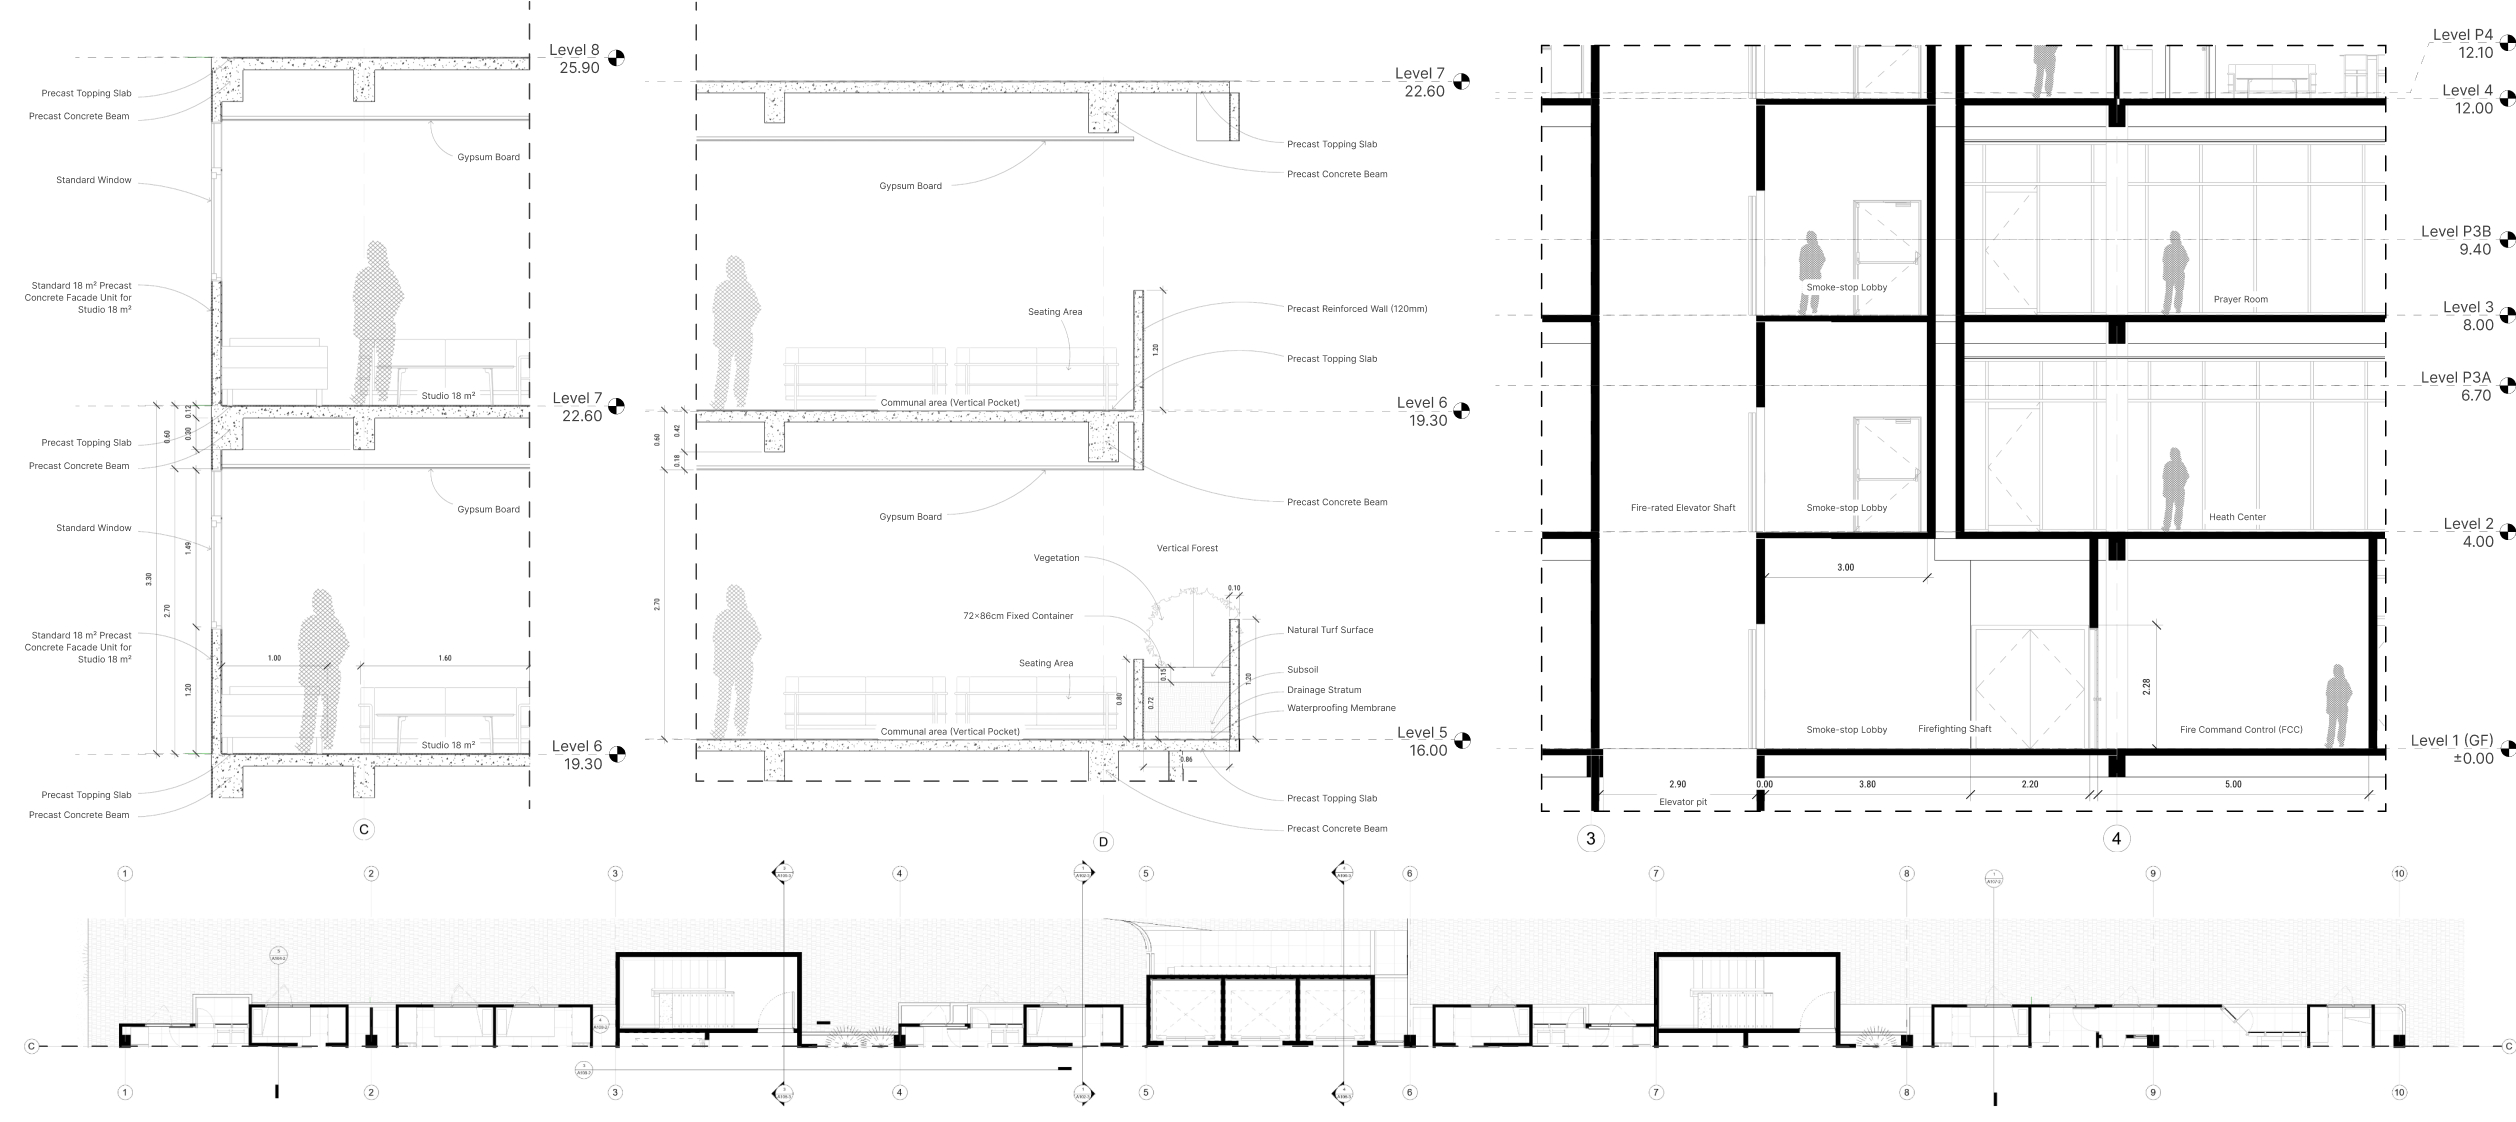 Level 8
25.90
Precast Topping Slab
Precast Concrete Beam
Gypsum Board
Standard Window
Standard 18 m² Precast
Concrete Facade Unit for
Studio 18 m²
Studio 18 m²
Level 7
22.60
0.12
0.30
0.60
Precast Topping Slab
Precast Concrete Beam
Gypsum Board
Standard Window
1.49
3.30
2.70
Standard 18 m² Precast
Concrete Facade Unit for
Studio 18 m²
1.00
1.60
1.20
Studio 18 m²
Level 6
19.30
Precast Topping Slab
Precast Concrete Beam
C
Level 7
22.60
Precast Topping Slab
Precast Concrete Beam
Gypsum Board
Seating Area
Precast Reinforced Wall (120mm)
1.20
Precast Topping Slab
Communal area (Vertical Pocket)
Level 6
19.30
0.60
0.42
0.18
Precast Concrete Beam
Gypsum Board
Vertical Forest
Vegetation
0.10
72×86cm Fixed Container
Natural Turf Surface
2.70
Seating Area
Subsoil
0.15
1.20
Drainage Stratum
0.80
0.72
Waterproofing Membrane
Communal area (Vertical Pocket)
Level 5
16.00
0.86
Precast Topping Slab
Precast Concrete Beam
D
Level P4
12.10
Level 4
12.00
Level P3B
9.40
Smoke-stop Lobby
Prayer Room
Level 3
8.00
Level P3A
6.70
Fire-rated Elevator Shaft
Smoke-stop Lobby
Heath Center
Level 2
4.00
3.00
2.28
Smoke-stop Lobby
Firefighting Shaft
Fire Command Control (FCC)
Level 1 (GF)
±0.00
2.90
0.00
3.80
2.20
5.00
Elevator pit
3
4
1
2
3
4
5
6
7
8
9
10
C
C
1
2
3
4
5
6
7
8
9
10